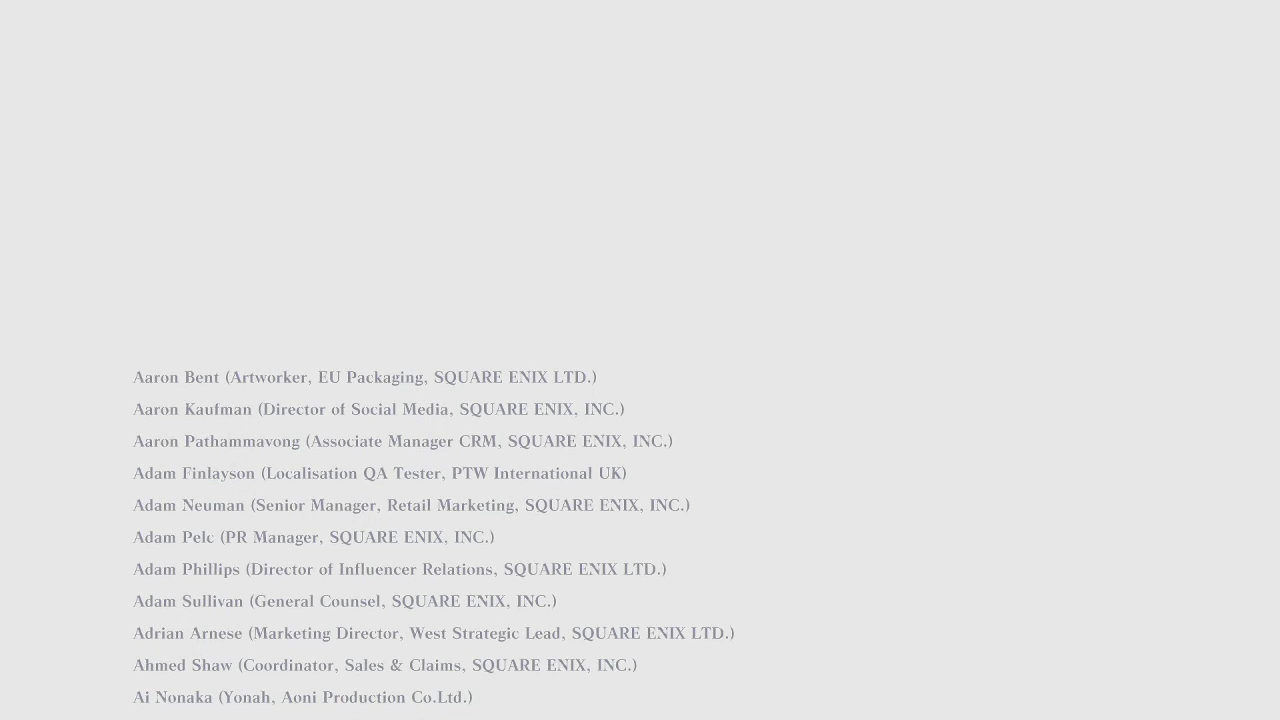 Aaron Bent (Artworker, EU Packaging, SQUARE ENIX LTD.)
Aaron Kaufman (Director of Social Media, SQUARE ENIX, INC.)
Aaron Pathammavong (Associate Manager CRM, SQUARE ENIX, INC.)
Adam Finlayson (Localisation QA Tester, PTW International UK)
Adam Neuman (Senior Manager, Retail Marketing, SQUARE ENIX, INC.)
Adam Pelc (PR Manager, SQUARE ENIX, INC.)
Adam Phillips (Director of Influencer Relations, SQUARE ENIX LTD.)
Adam Sullivan (General Counsel, SQUARE ENIX, INC.)
Adrian Arnese (Marketing Director, West Strategic Lead, SQUARE ENIX LTD.)
Ahmed Shaw (Coordinator, Sales & Claims, SQUARE ENIX, INC.)
Ai Nonaka (Yonah, Aoni Production Co.Ltd.)